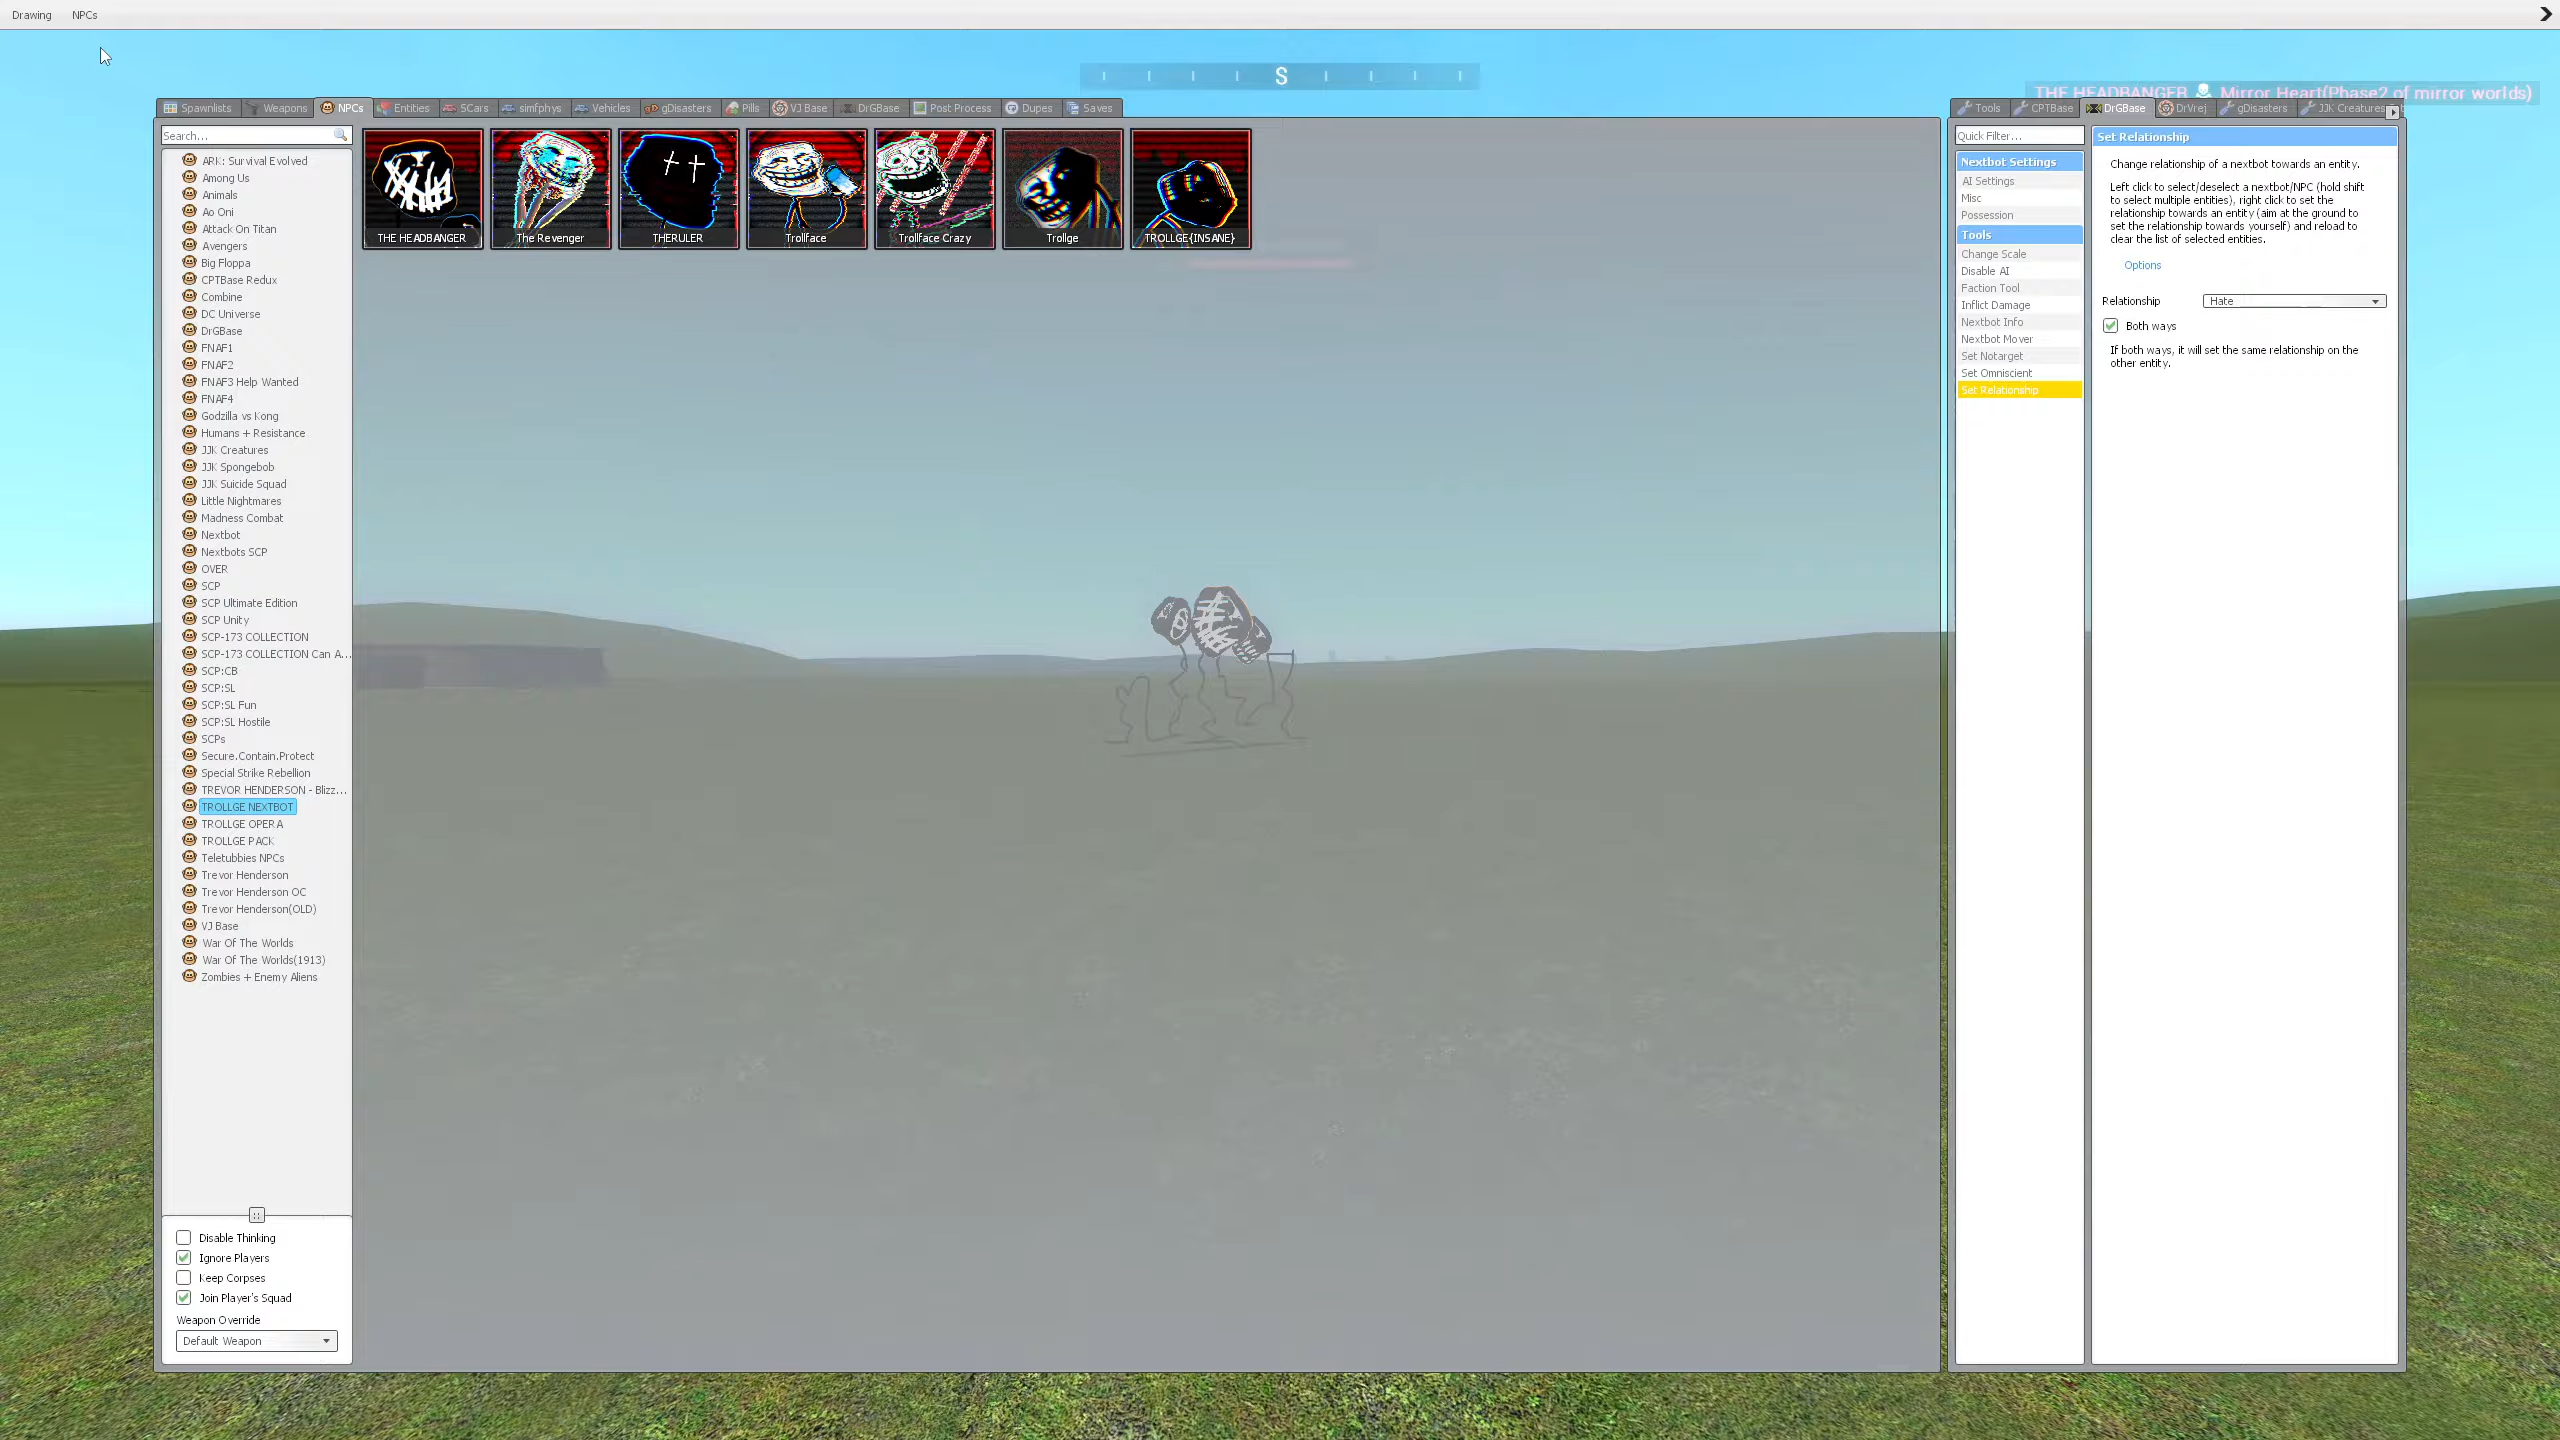 Drawing NPCs
S
THE HEADBANGER Mirror Heart(Phase2 of mirror worlds)
Spawnlists Weapons NPCs Entities SCars simfphys Vehicles gDisasters Pills VJ Base DrGBase Post Process Dupes Saves
Search...
ARK: Survival Evolved
Among Us
Animals
Ao Oni
Attack On Titan
Avengers
Big Floppa
CPTBase Redux
Combine
DC Universe
DrGBase
FNAF1
FNAF2
FNAF3 Help Wanted
FNAF4
Godzilla vs Kong
Humans + Resistance
JJK Creatures
JJK Spongebob
JJK Suicide Squad
Little Nightmares
Madness Combat
Nextbot
Nextbots SCP
OVER
SCP
SCP Ultimate Edition
SCP Unity
SCP-173 COLLECTION
SCP-173 COLLECTION Can A...
SCP:CB
SCP:SL
SCP:SL Fun
SCP:SL Hostile
SCPs
Secure.Contain.Protect
Special Strike Rebellion
TREVOR HENDERSON - Blizz...
TROLLGE NEXTBOT
TROLLGE OPERA
TROLLGE PACK
Teletubbies NPCs
Trevor Henderson
Trevor Henderson OC
Trevor Henderson(OLD)
VJ Base
War Of The Worlds
War Of The Worlds(1913)
Zombies + Enemy Aliens
Disable Thinking
Ignore Players
Keep Corpses
Join Player's Squad
Weapon Override
Default Weapon
THE HEADBANGER The Revenger THERULER Trollface Trollface Crazy Trollge TROLLGE{INSANE}
Tools CPTBase DrGBase DrVrej gDisasters JJK Creatures
Quick Filter...
Nextbot Settings
AI Settings
Misc
Possession
Tools
Change Scale
Disable AI
Faction Tool
Inflict Damage
Nextbot Info
Nextbot Mover
Set Notarget
Set Omniscient
Set Relationship
Set Relationship
Change relationship of a nextbot towards an entity.
Left click to select/deselect a nextbot/NPC (hold shift
to select multiple entities), right click to set the
relationship towards an entity (aim at the ground to
set the relationship towards yourself) and reload to
clear the list of selected entities.
Options
Relationship Hate
Both ways
If both ways, it will set the same relationship on the
other entity.